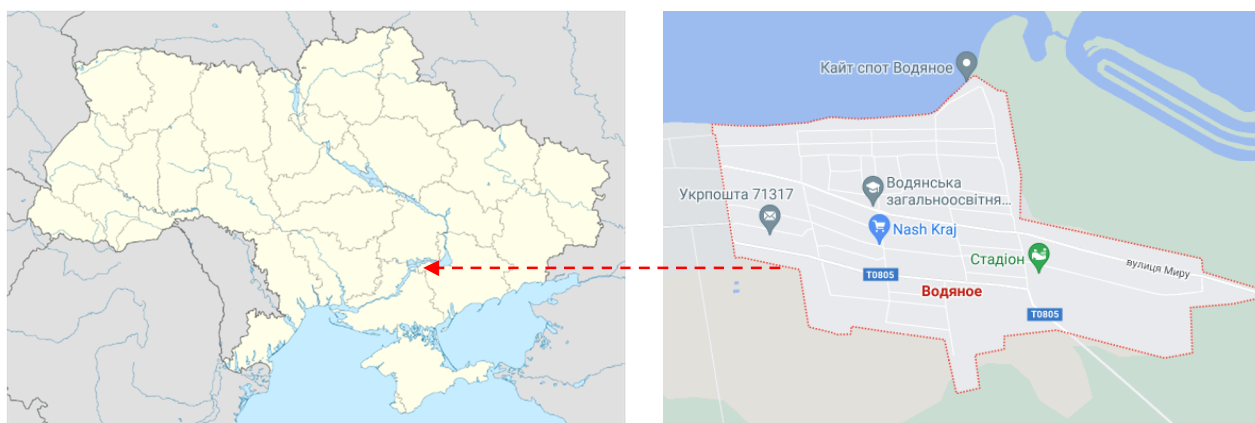 Кайт спот Водяное
Укрпошта 71317
Водянська
загальноосвітня...
Nash Kraj
Стадіон
вулиця Миру
T0805
Водяное
T0805